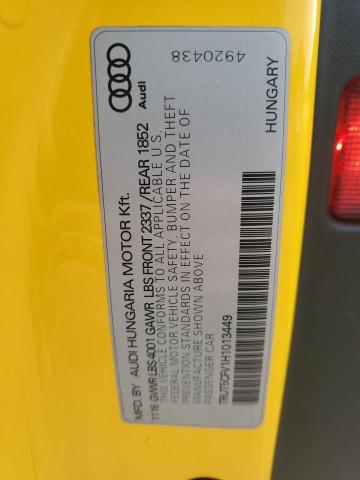 MFD. BY AUDI HUNGARIA MOTOR Kft.
11/16 GVWR LBS 4001 GAWR LBS FRONT 2337 / REAR 1852
THIS VEHICLE CONFORMS TO ALL APPLICABLE U.S.
FEDERAL MOTOR VEHICLE SAFETY, BUMPER AND THEFT
PREVENTION STANDARDS IN EFFECT ON THE DATE OF
MANUFACTURE SHOWN ABOVE
PASSENGER CAR
TRUT5CFV1H1013449
HUNGARY
Audi
4920438